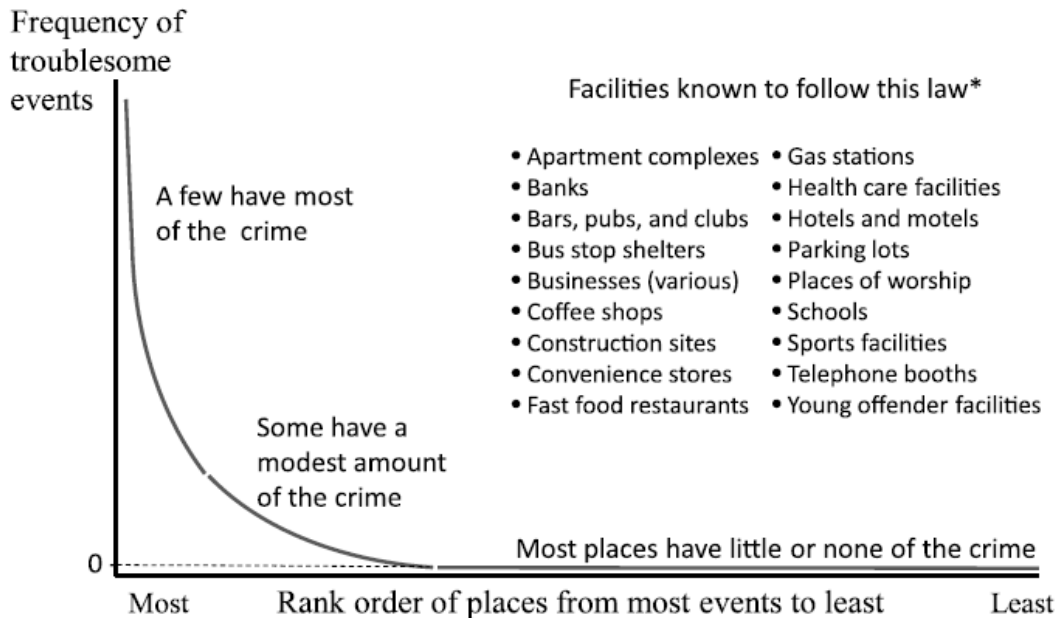 Frequency of
troublesome
events
Facilities known to follow this law*
• Apartment complexes
• Banks
• Bars, pubs, and clubs
• Bus stop shelters
• Businesses (various)
• Coffee shops
• Construction sites
• Convenience stores
• Fast food restaurants
• Gas stations
• Health care facilities
• Hotels and motels
• Parking lots
• Places of worship
• Schools
• Sports facilities
• Telephone booths
• Young offender facilities
A few have most
of the crime
Some have a
modest amount
of the crime
Most places have little or none of the crime
0
Most
Rank order of places from most events to least
Least